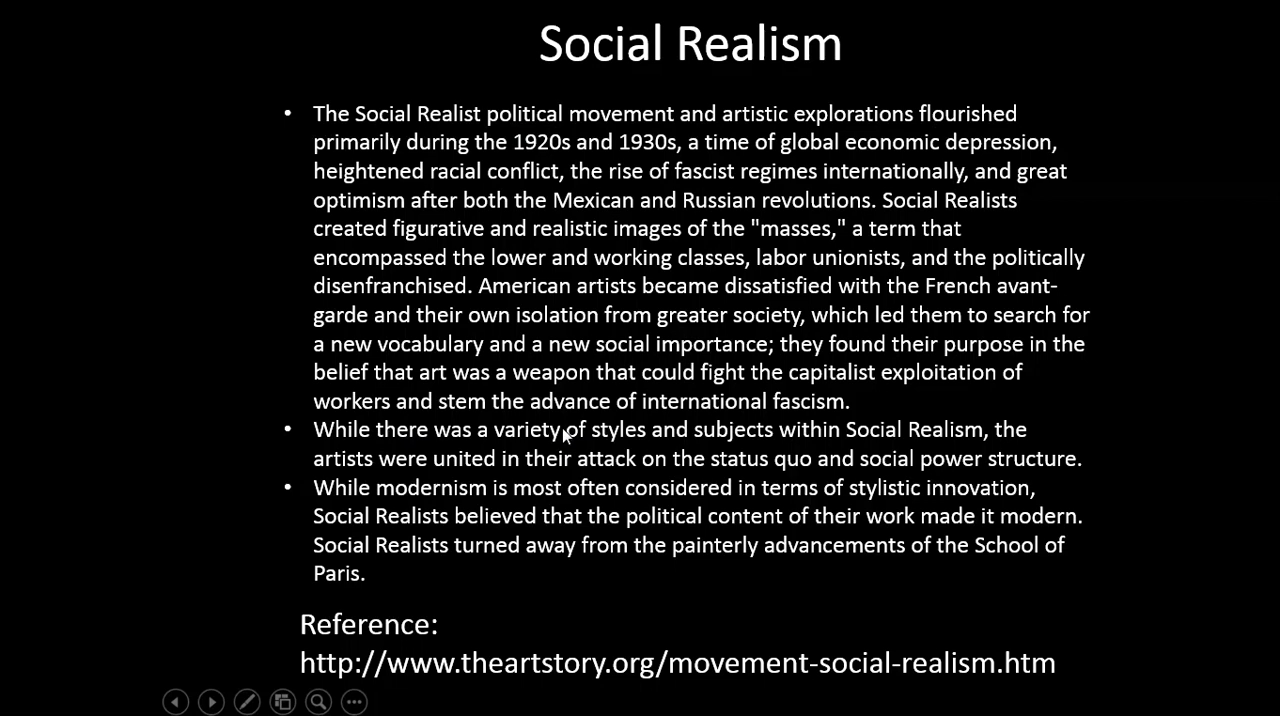 Social Realism
• The Social Realist political movement and artistic explorations flourished
primarily during the 1920s and 1930s, a time of global economic depression,
heightened racial conflict, the rise of fascist regimes internationally, and great
optimism after both the Mexican and Russian revolutions. Social Realists
created figurative and realistic images of the "masses," a term that
encompassed the lower and working classes, labor unionists, and the politically
disenfranchised. American artists became dissatisfied with the French avant-
garde and their own isolation from greater society, which led them to search for
a new vocabulary and a new social importance; they found their purpose in the
belief that art was a weapon that could fight the capitalist exploitation of
workers and stem the advance of international fascism.
• While there was a variety of styles and subjects within Social Realism, the
artists were united in their attack on the status quo and social power structure.
• While modernism is most often considered in terms of stylistic innovation,
Social Realists believed that the political content of their work made it modern.
Social Realists turned away from the painterly advancements of the School of
Paris.
Reference:
http://www.theartstory.org/movement-social-realism.htm